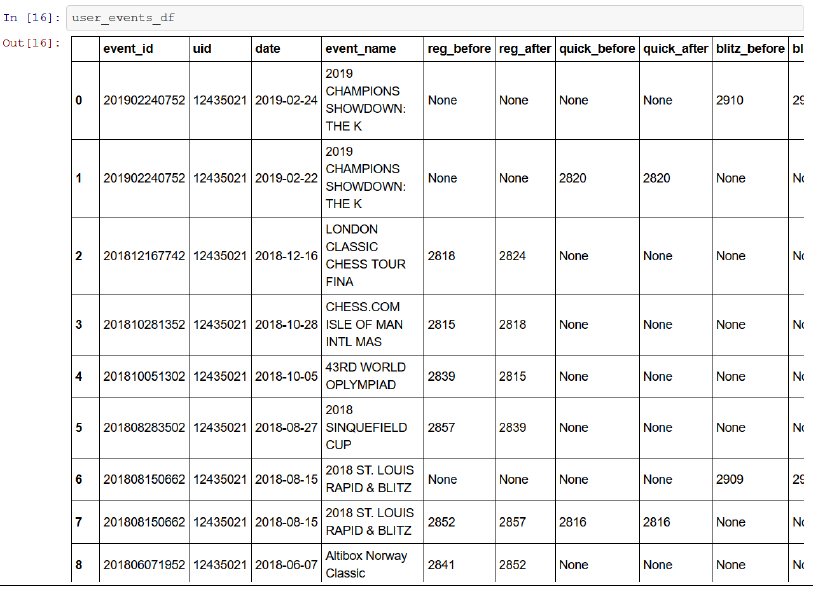 In [16]: user_events_df
Out[16]:
event_id uid date event_name reg_before reg_after quick_before quick_after blitz_before bl
0 201902240752 12435021 2019-02-24 2019 CHAMPIONS SHOWDOWN: THE K None None None None 2910 29
1 201902240752 12435021 2019-02-22 2019 CHAMPIONS SHOWDOWN: THE K None None 2820 2820 None No
2 201812167742 12435021 2018-12-16 LONDON CLASSIC CHESS TOUR FINA 2818 2824 None None None No
3 201810281352 12435021 2018-10-28 CHESS.COM ISLE OF MAN INTL MAS 2815 2818 None None None No
4 201810051302 12435021 2018-10-05 43RD WORLD OPLYMPIAD 2839 2815 None None None No
5 201808283502 12435021 2018-08-27 2018 SINQUEFIELD CUP 2857 2839 None None None No
6 201808150662 12435021 2018-08-15 2018 ST. LOUIS RAPID & BLITZ None None None None 2909 29
7 201808150662 12435021 2018-08-15 2018 ST. LOUIS RAPID & BLITZ 2852 2857 2816 2816 None No
8 201806071952 12435021 2018-06-07 Altibox Norway Classic 2841 2852 None None None No